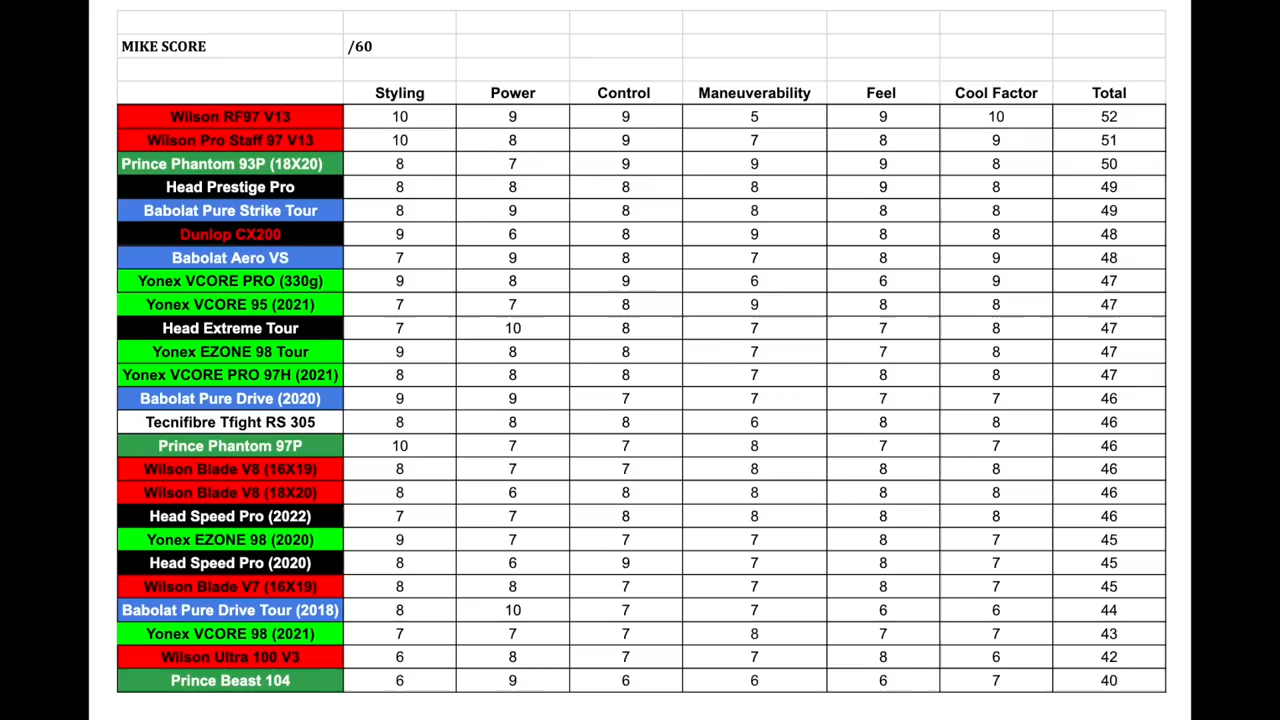 MIKE SCORE /60
Styling Power Control Maneuverability Feel Cool Factor Total
Wilson RF97 V13 10 9 9 5 9 10 52
Wilson Pro Staff 97 V13 10 8 9 7 8 9 51
Prince Phantom 93P (18X20) 8 7 9 9 9 8 50
Head Prestige Pro 8 8 8 8 9 8 49
Babolat Pure Strike Tour 8 9 8 8 8 8 49
Dunlop CX200 9 6 8 9 8 8 48
Babolat Aero VS 7 9 8 7 8 9 48
Yonex VCORE PRO (330g) 9 8 9 6 6 9 47
Yonex VCORE 95 (2021) 7 7 8 9 8 8 47
Head Extreme Tour 7 10 8 7 7 8 47
Yonex EZONE 98 Tour 9 8 8 7 7 8 47
Yonex VCORE PRO 97H (2021) 8 8 8 7 8 8 47
Babolat Pure Drive (2020) 9 9 7 7 7 7 46
Tecnifibre Tfight RS 305 8 8 8 6 8 8 46
Prince Phantom 97P 10 7 7 8 7 7 46
Wilson Blade V8 (16X19) 8 7 7 8 8 8 46
Wilson Blade V8 (18X20) 8 6 8 8 8 8 46
Head Speed Pro (2022) 7 7 8 8 8 8 46
Yonex EZONE 98 (2020) 9 7 7 7 8 7 45
Head Speed Pro (2020) 8 6 9 7 8 7 45
Wilson Blade V7 (16X19) 8 8 7 7 8 7 45
Babolat Pure Drive Tour (2018) 8 10 7 7 6 6 44
Yonex VCORE 98 (2021) 7 7 7 8 7 7 43
Wilson Ultra 100 V3 6 8 7 7 8 6 42
Prince Beast 104 6 9 6 6 6 7 40